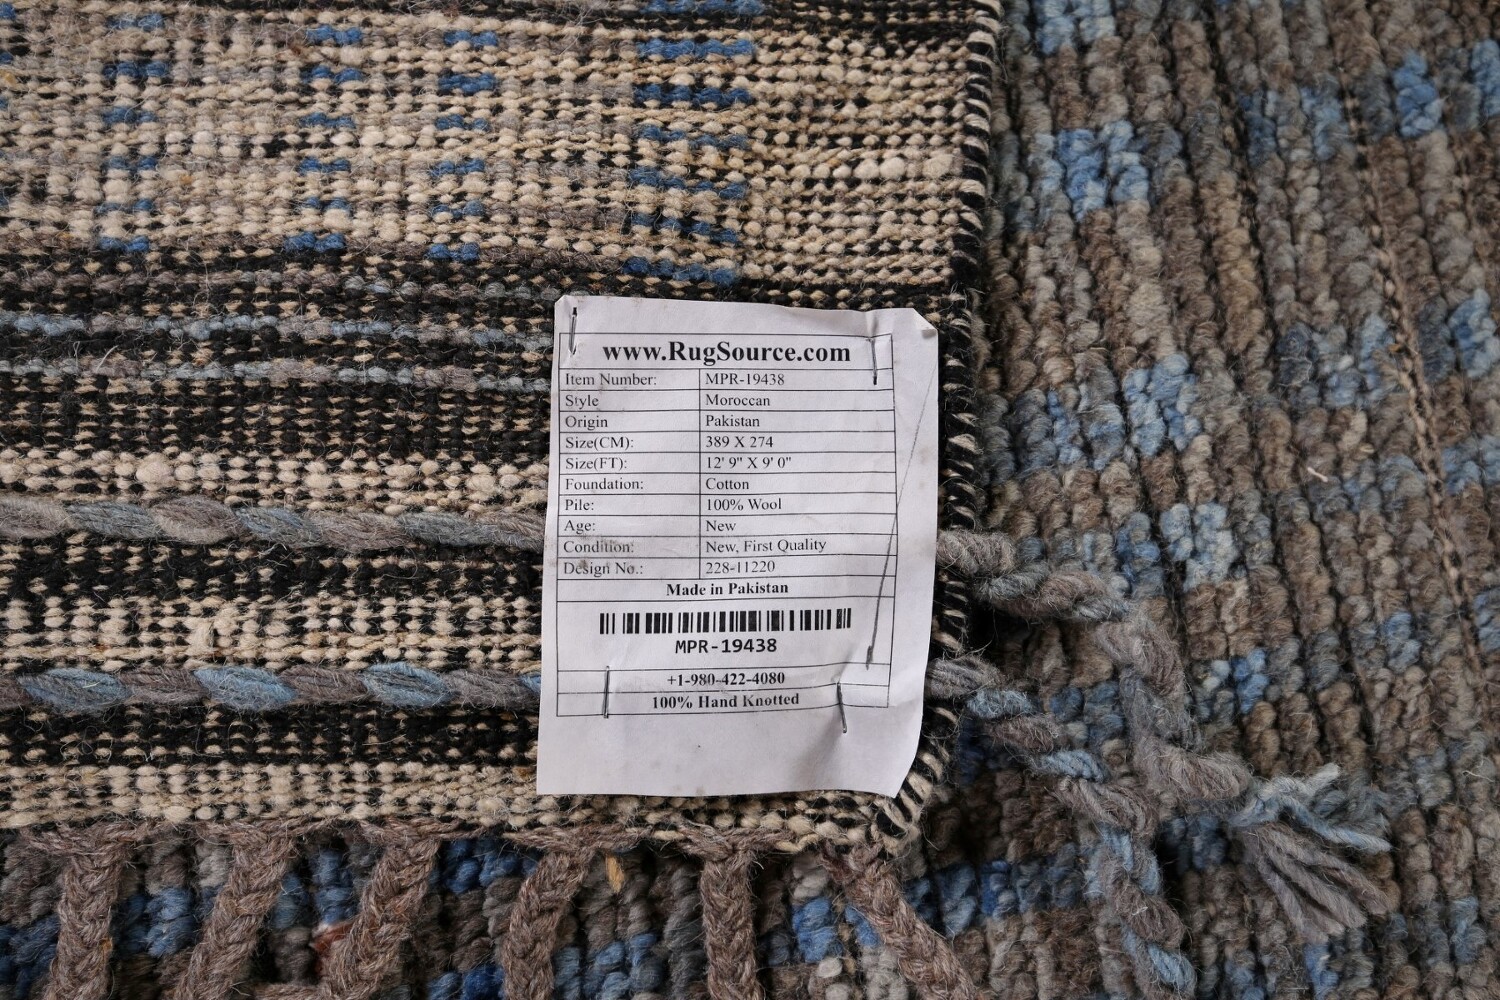 www.RugSource.com
Item Number: MPR-19438
Style Moroccan
Origin Pakistan
Size(CM): 389 X 274
Size(FT): 12' 9" X 9' 0"
Foundation: Cotton
Pile: 100% Wool
Age: New
Condition: New, First Quality
Design No.: 228-11220
Made in Pakistan
MPR-19438
+1-980-422-4080
100% Hand Knotted